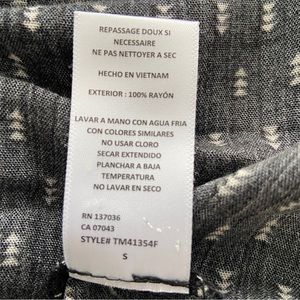 REPASSAGE DOUX SI
NECESSAIRE
NE PAS NETTOYER A SEC
HECHO EN VIETNAM
EXTERIOR : 100% RAYÓN
LAVAR A MANO CON AGUA FRIA
CON COLORES SIMILARES
NO USAR CLORO
SECAR EXTENDIDO
PLANCHAR A BAJA
TEMPERATURA
NO LAVAR EN SECO
RN 137036
CA 07043
STYLE# TM41354F
S